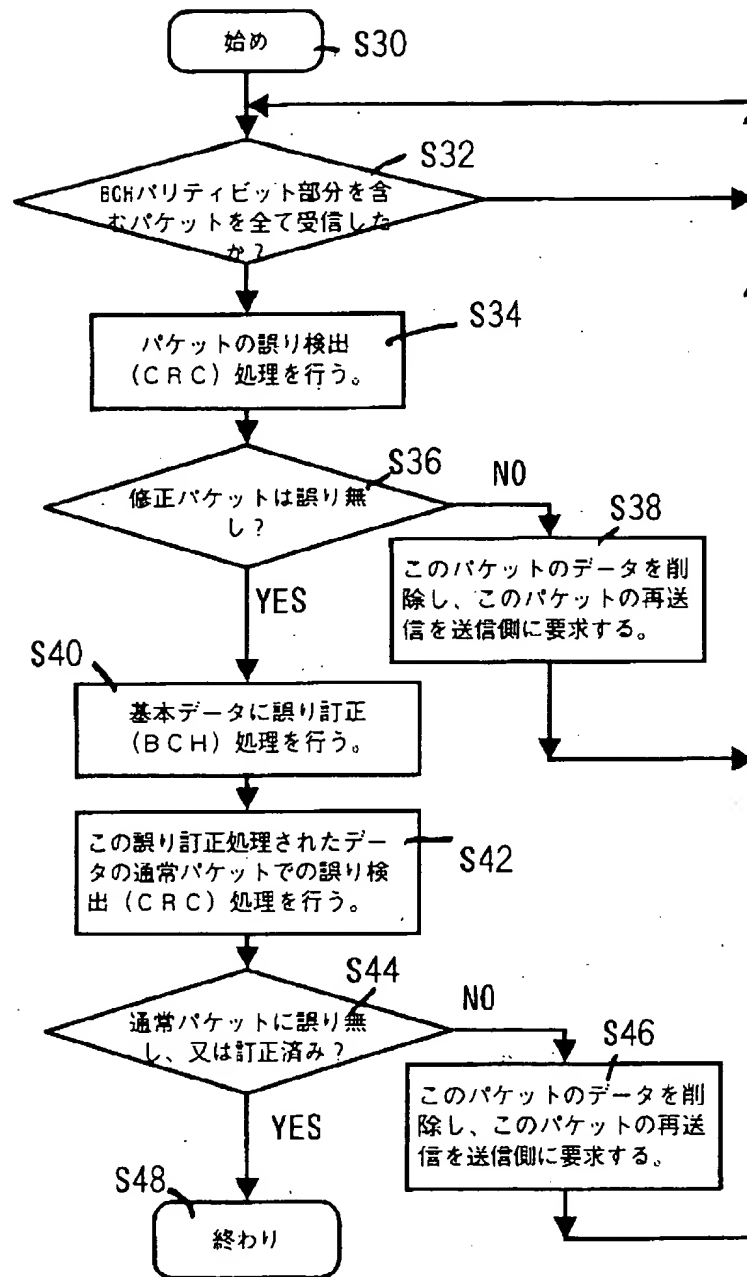 始め
S30
S32
BCHパリティビット部分を含
むパケットを全て受信した
か？
S34
パケットの誤り検出
（ＣＲＣ）処理を行う。
S36
修正パケットは誤り無
し？
NO
YES
S38
このパケットのデータを削
除し、このパケットの再送
信を送信側に要求する。
S40
基本データに誤り訂正
（ＢＣＨ）処理を行う。
この誤り訂正処理されたデー
タの通常パケットでの誤り検
出（ＣＲＣ）処理を行う。
S42
S44
通常パケットに誤り無
し、又は訂正済み？
NO
YES
S46
このパケットのデータを削
除し、このパケットの再送
信を送信側に要求する。
S48
終わり